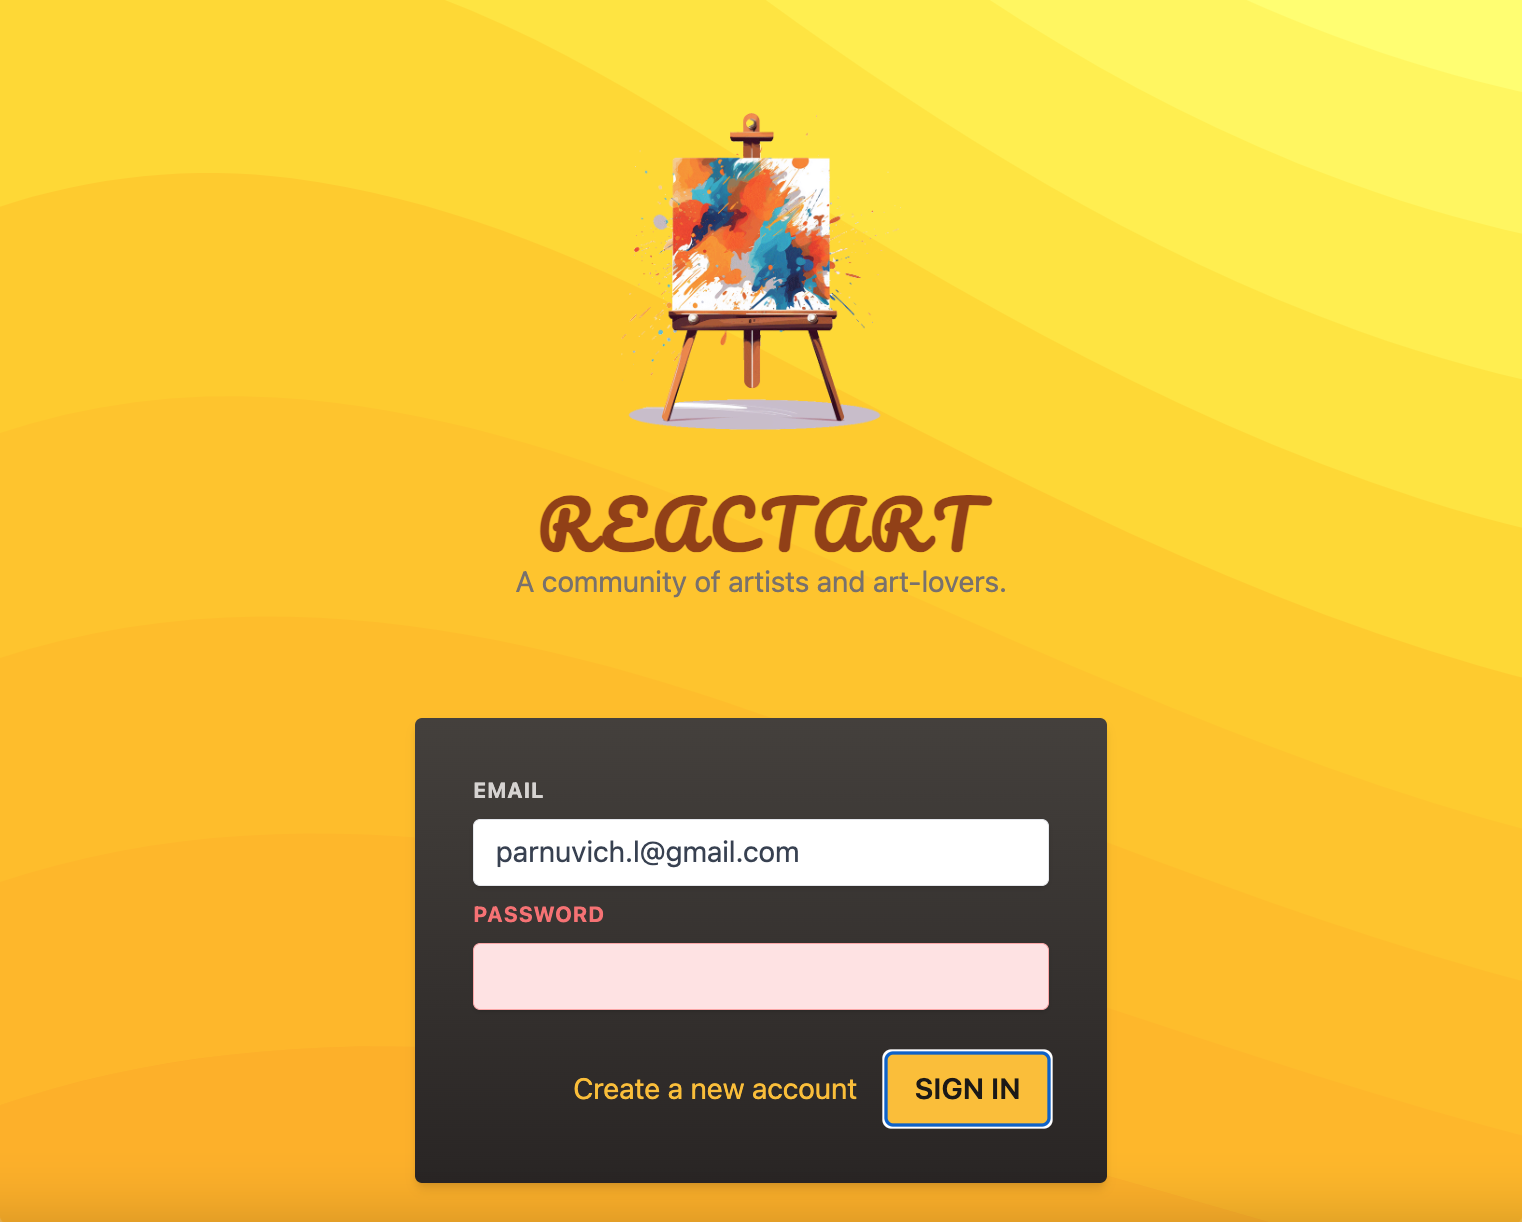 REACTART
A community of artists and art-lovers.
EMAIL
parnuvich.l@gmail.com
PASSWORD
Create a new account
SIGN IN